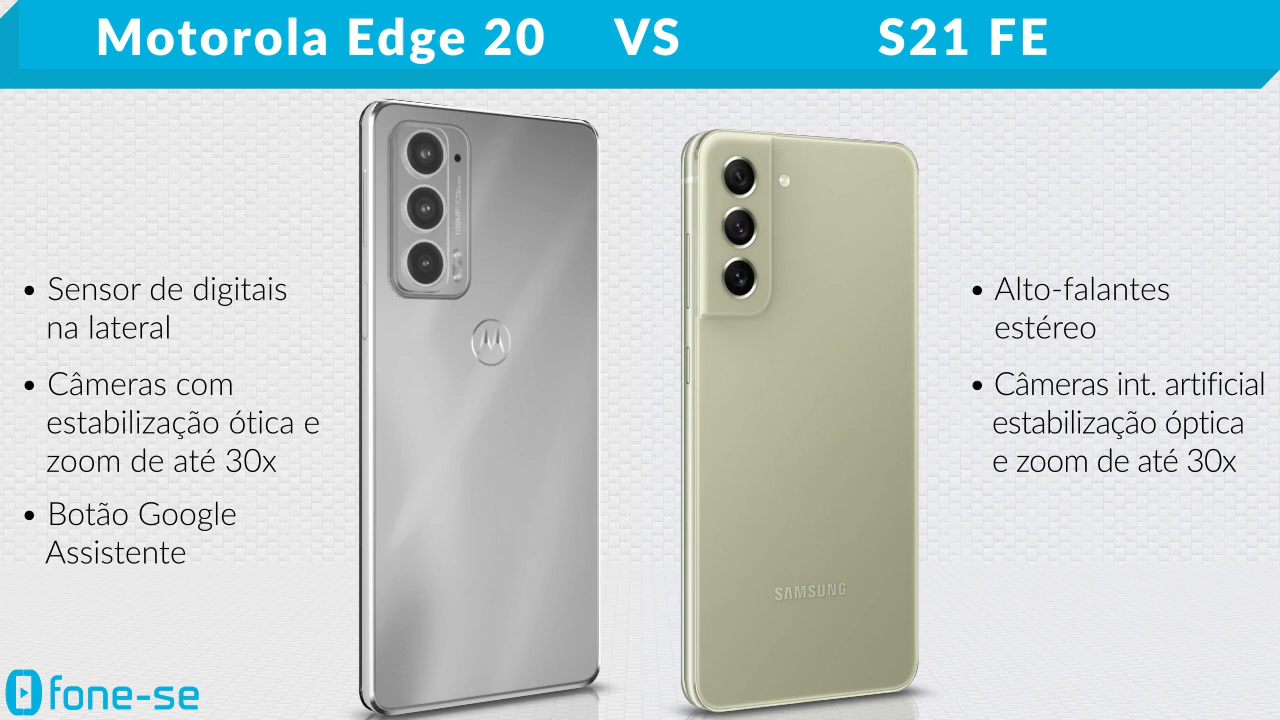 Motorola Edge 20 VS S21 FE
• Sensor de digitais
na lateral
• Câmeras com
estabilização ótica e
zoom de até 30x
• Botão Google
Assistente
108MP
SAMSUNG
• Alto-falantes
estéreo
• Câmeras int. artificial
estabilização óptica
e zoom de até 30x
fone-se